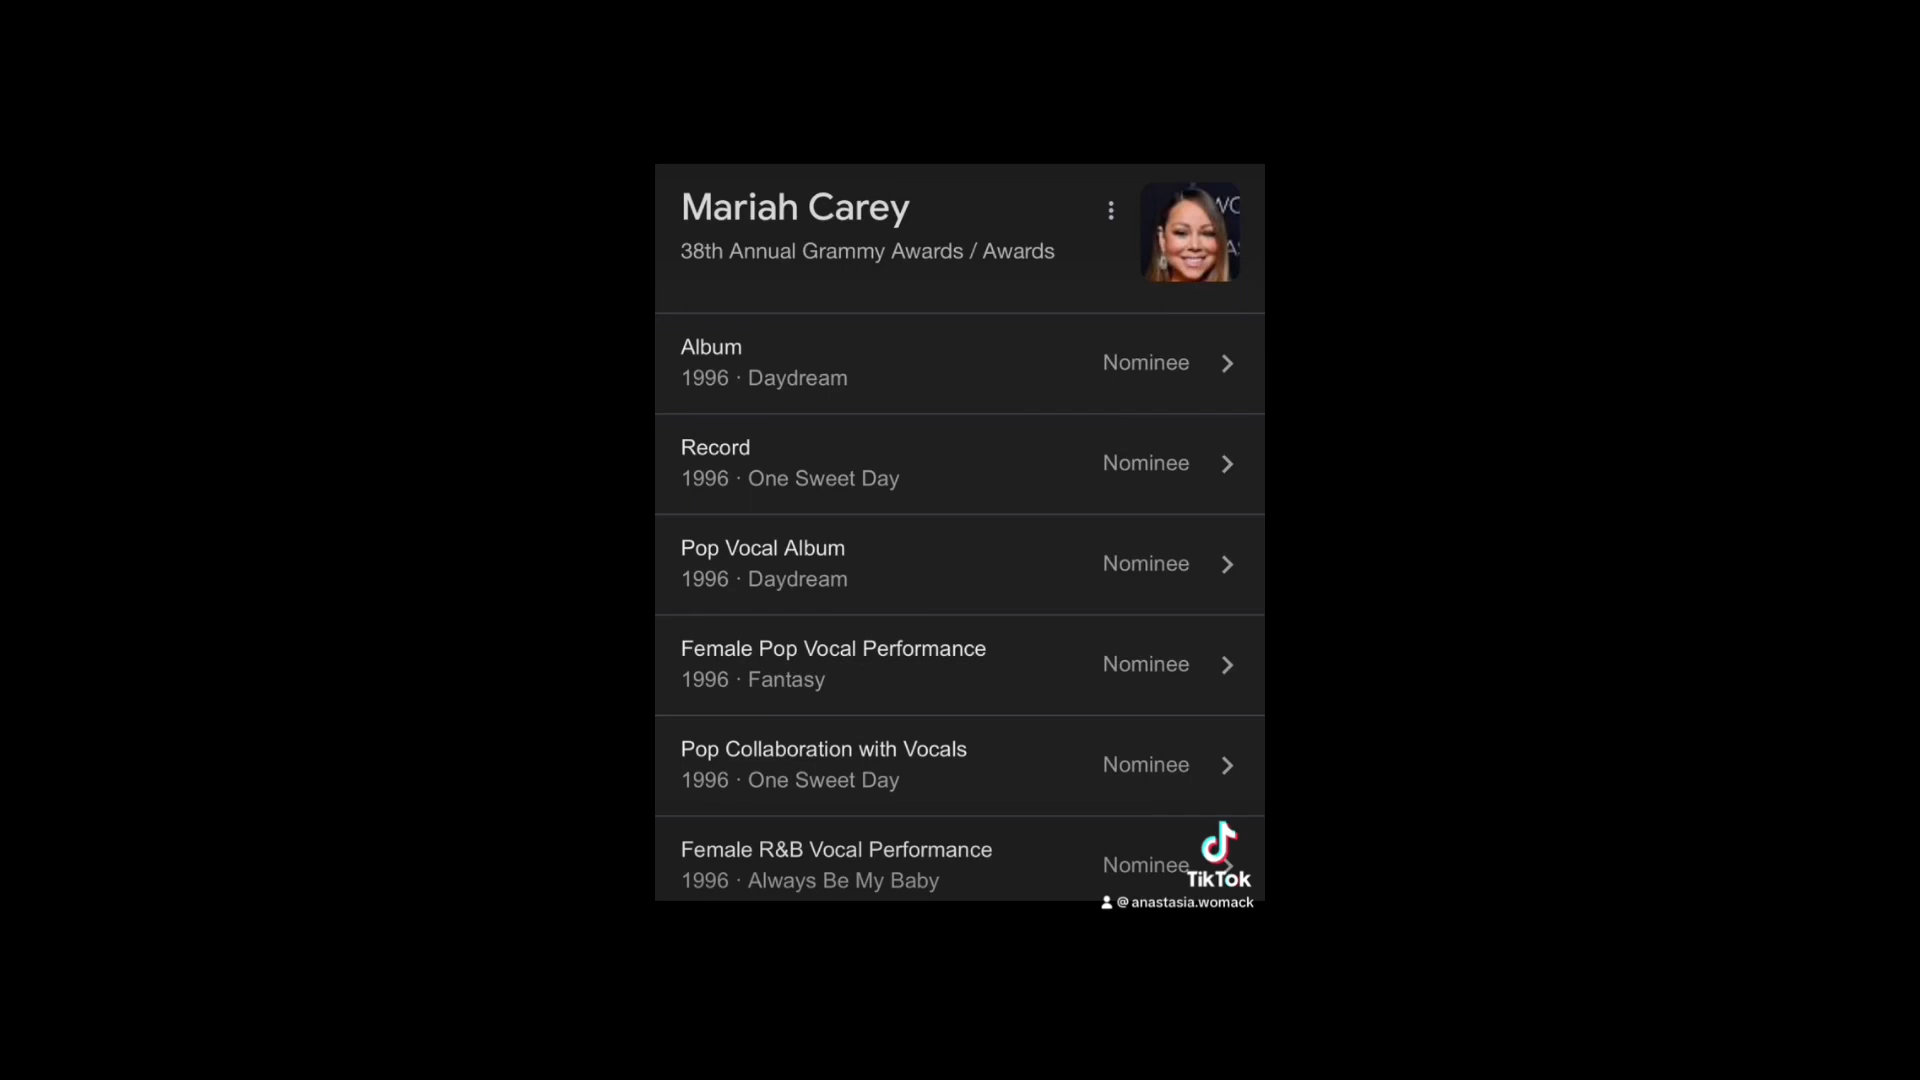 Mariah Carey
38th Annual Grammy Awards / Awards
Album
1996 · Daydream
Nominee
Record
1996 · One Sweet Day
Nominee
Pop Vocal Album
1996 · Daydream
Nominee
Female Pop Vocal Performance
1996 · Fantasy
Nominee
Pop Collaboration with Vocals
1996 · One Sweet Day
Nominee
Female R&B Vocal Performance
1996 · Always Be My Baby
Nominee
TikTok
@anastasia.womack